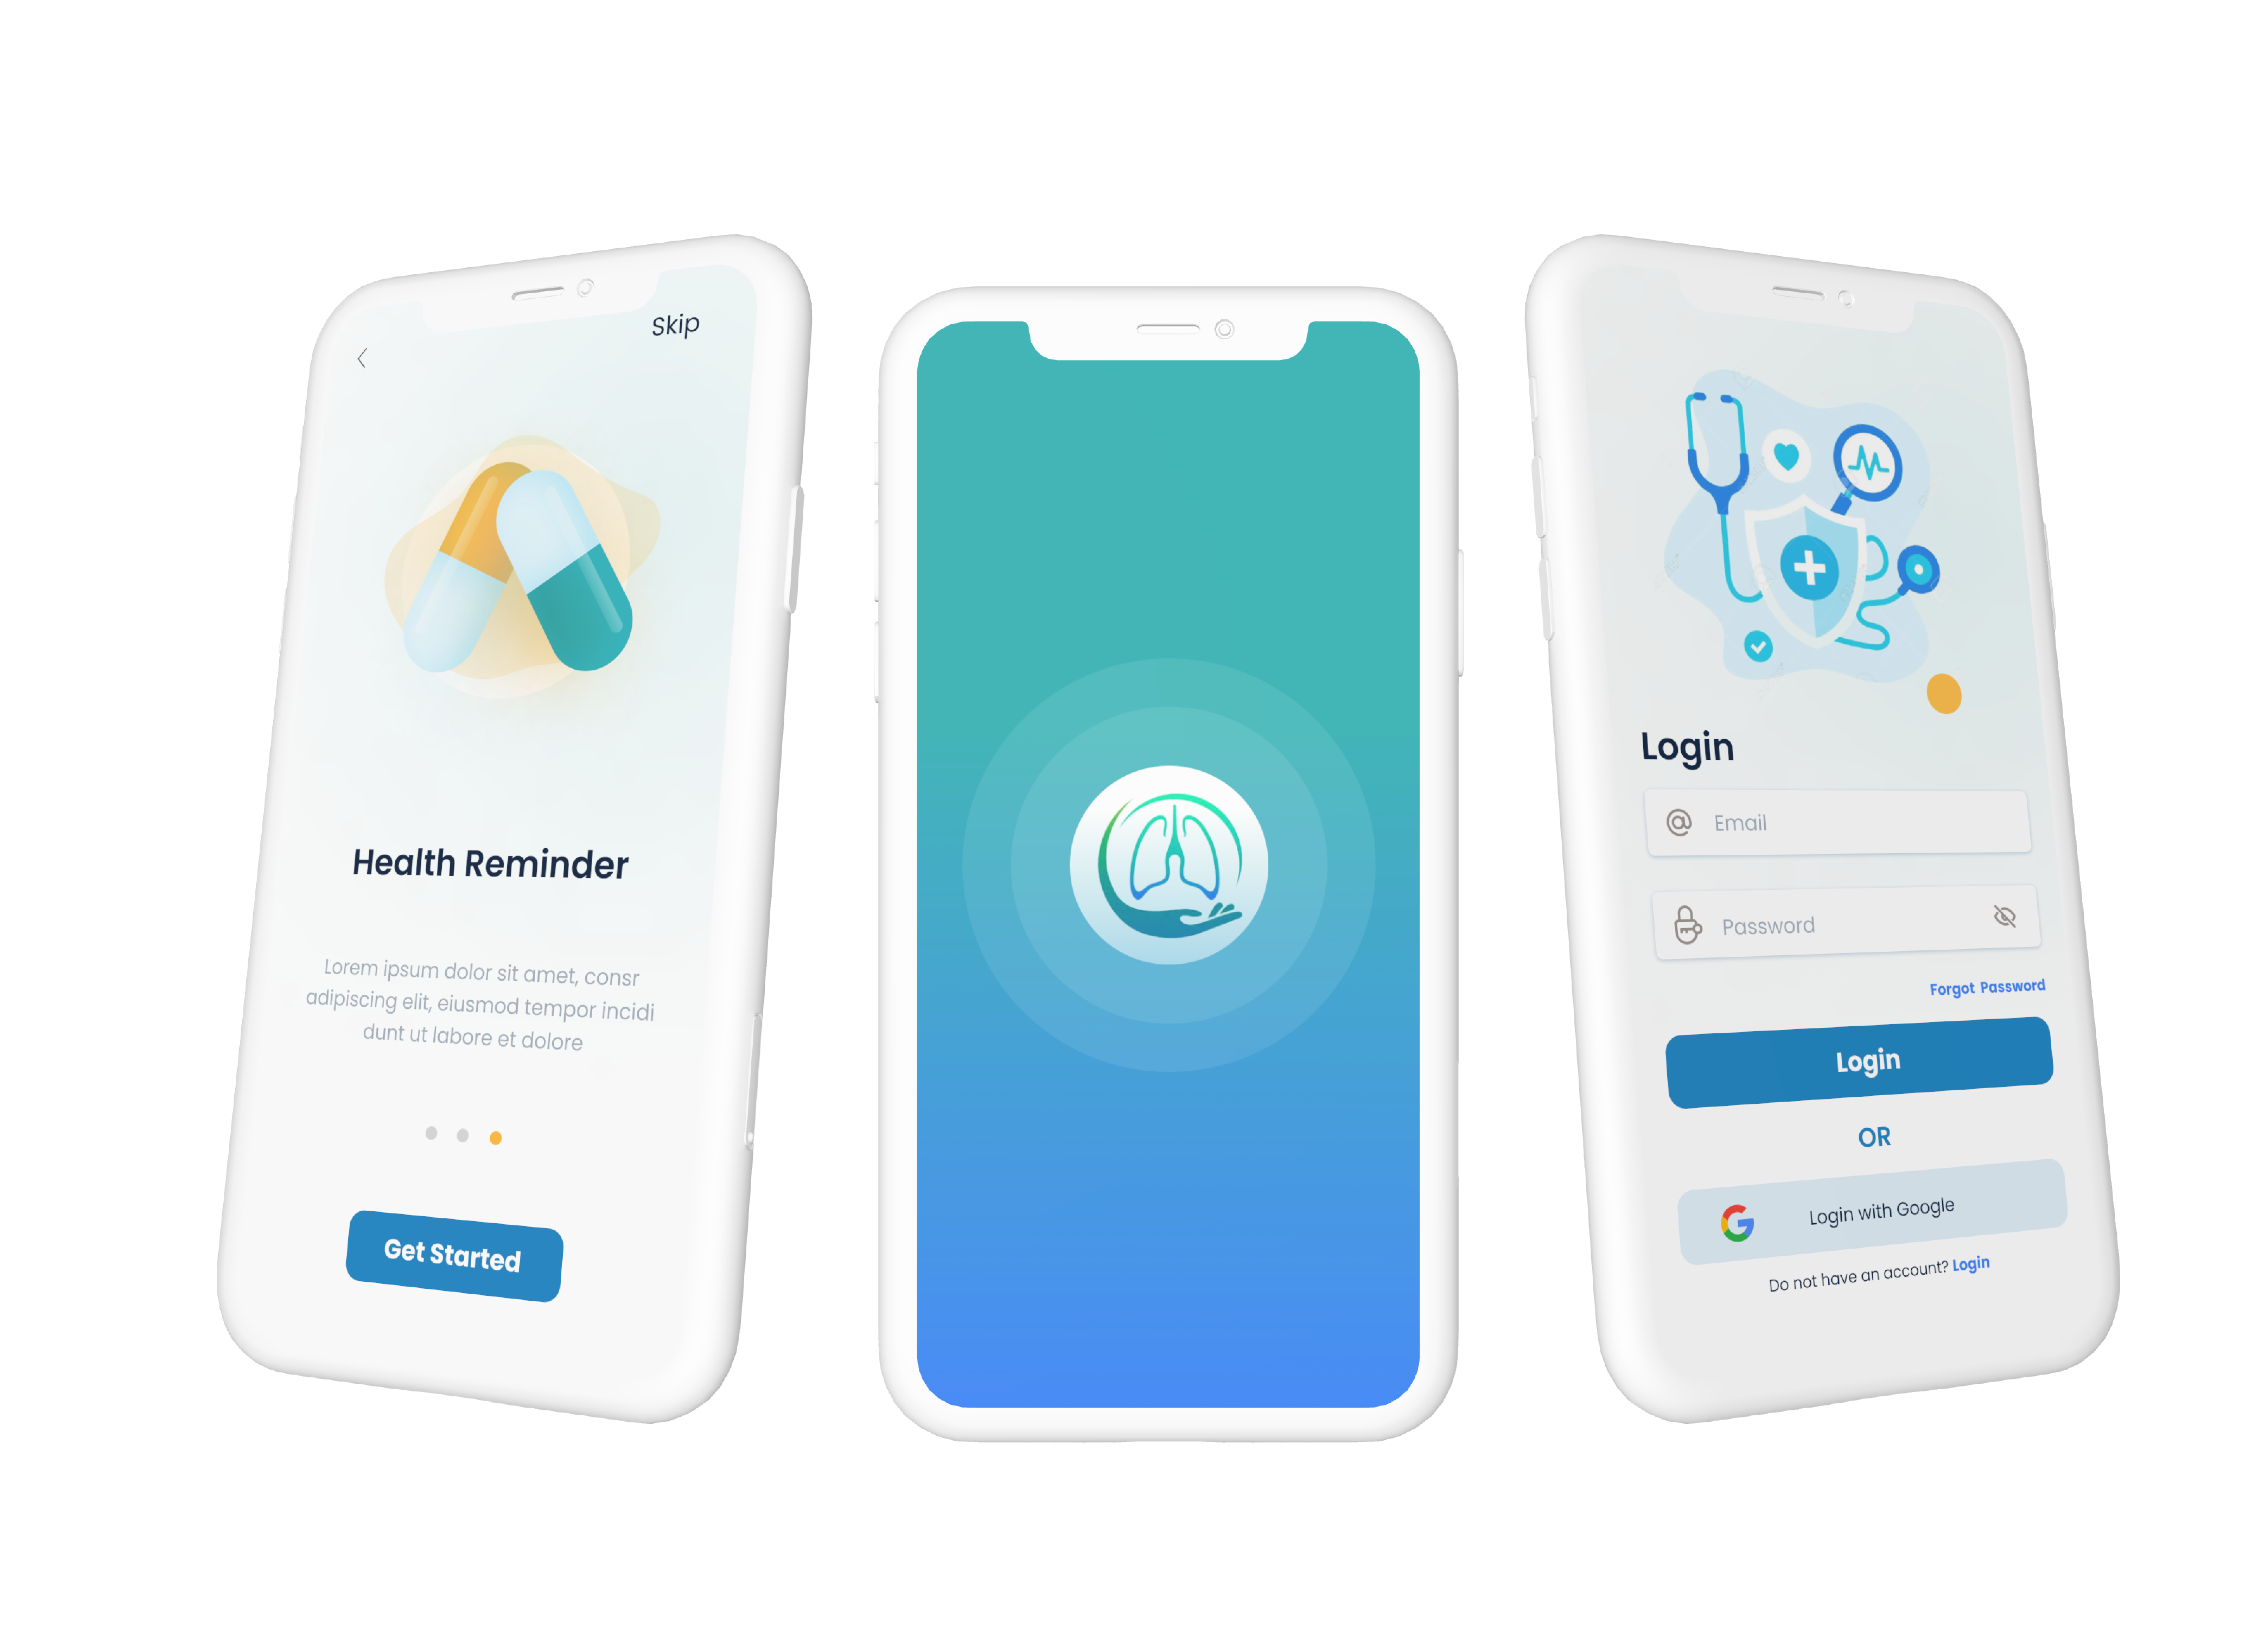 Skip
Health Reminder
Lorem ipsum dolor sit amet, consr
adipiscing elit, eiusmod tempor incidi
dunt ut labore et dolore
Get Started
Login
Email
Password
Forgot Password
Login
OR
Login with Google
Do not have an account? Login